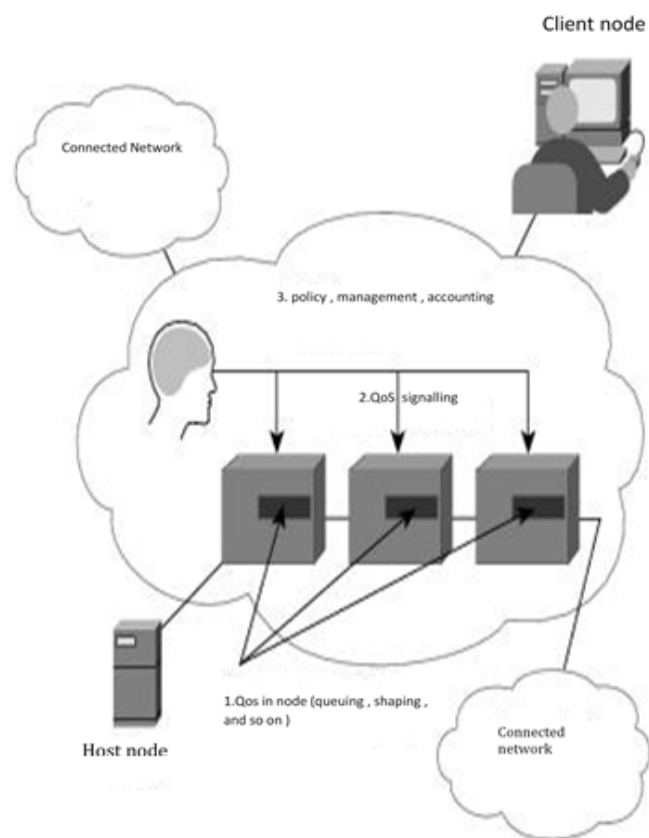 Client node
Connected Network
3. policy , management , accounting
2.QoS signalling
1.Qos in node (queuing , shaping ,
and so on )
Host node
Connected
network